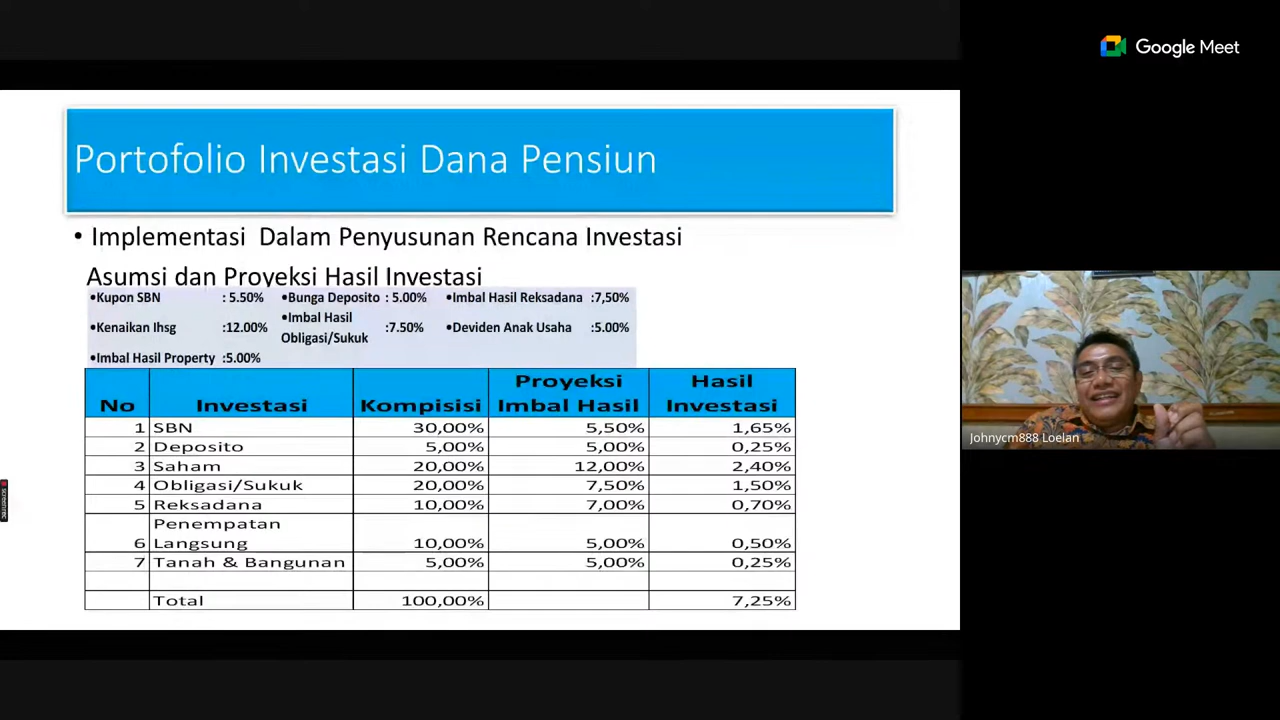 Google Meet
Portofolio Investasi Dana Pensiun
• Implementasi Dalam Penyusunan Rencana Investasi
Asumsi dan Proyeksi Hasil Investasi
•Kupon SBN : 5.50% •Bunga Deposito : 5.00% •Imbal Hasil Reksadana :7,50%
•Kenaikan Ihsg :12.00% •Imbal Hasil Obligasi/Sukuk :7.50% •Deviden Anak Usaha :5.00%
•Imbal Hasil Property :5.00%
No Investasi Kompisisi Proyeksi Imbal Hasil Hasil Investasi
1 SBN 30,00% 5,50% 1,65%
2 Deposito 5,00% 5,00% 0,25%
3 Saham 20,00% 12,00% 2,40%
4 Obligasi/Sukuk 20,00% 7,50% 1,50%
5 Reksadana 10,00% 7,00% 0,70%
6 Penempatan Langsung 10,00% 5,00% 0,50%
7 Tanah & Bangunan 5,00% 5,00% 0,25%
Total 100,00% 7,25%
Johnycm888 Loelan